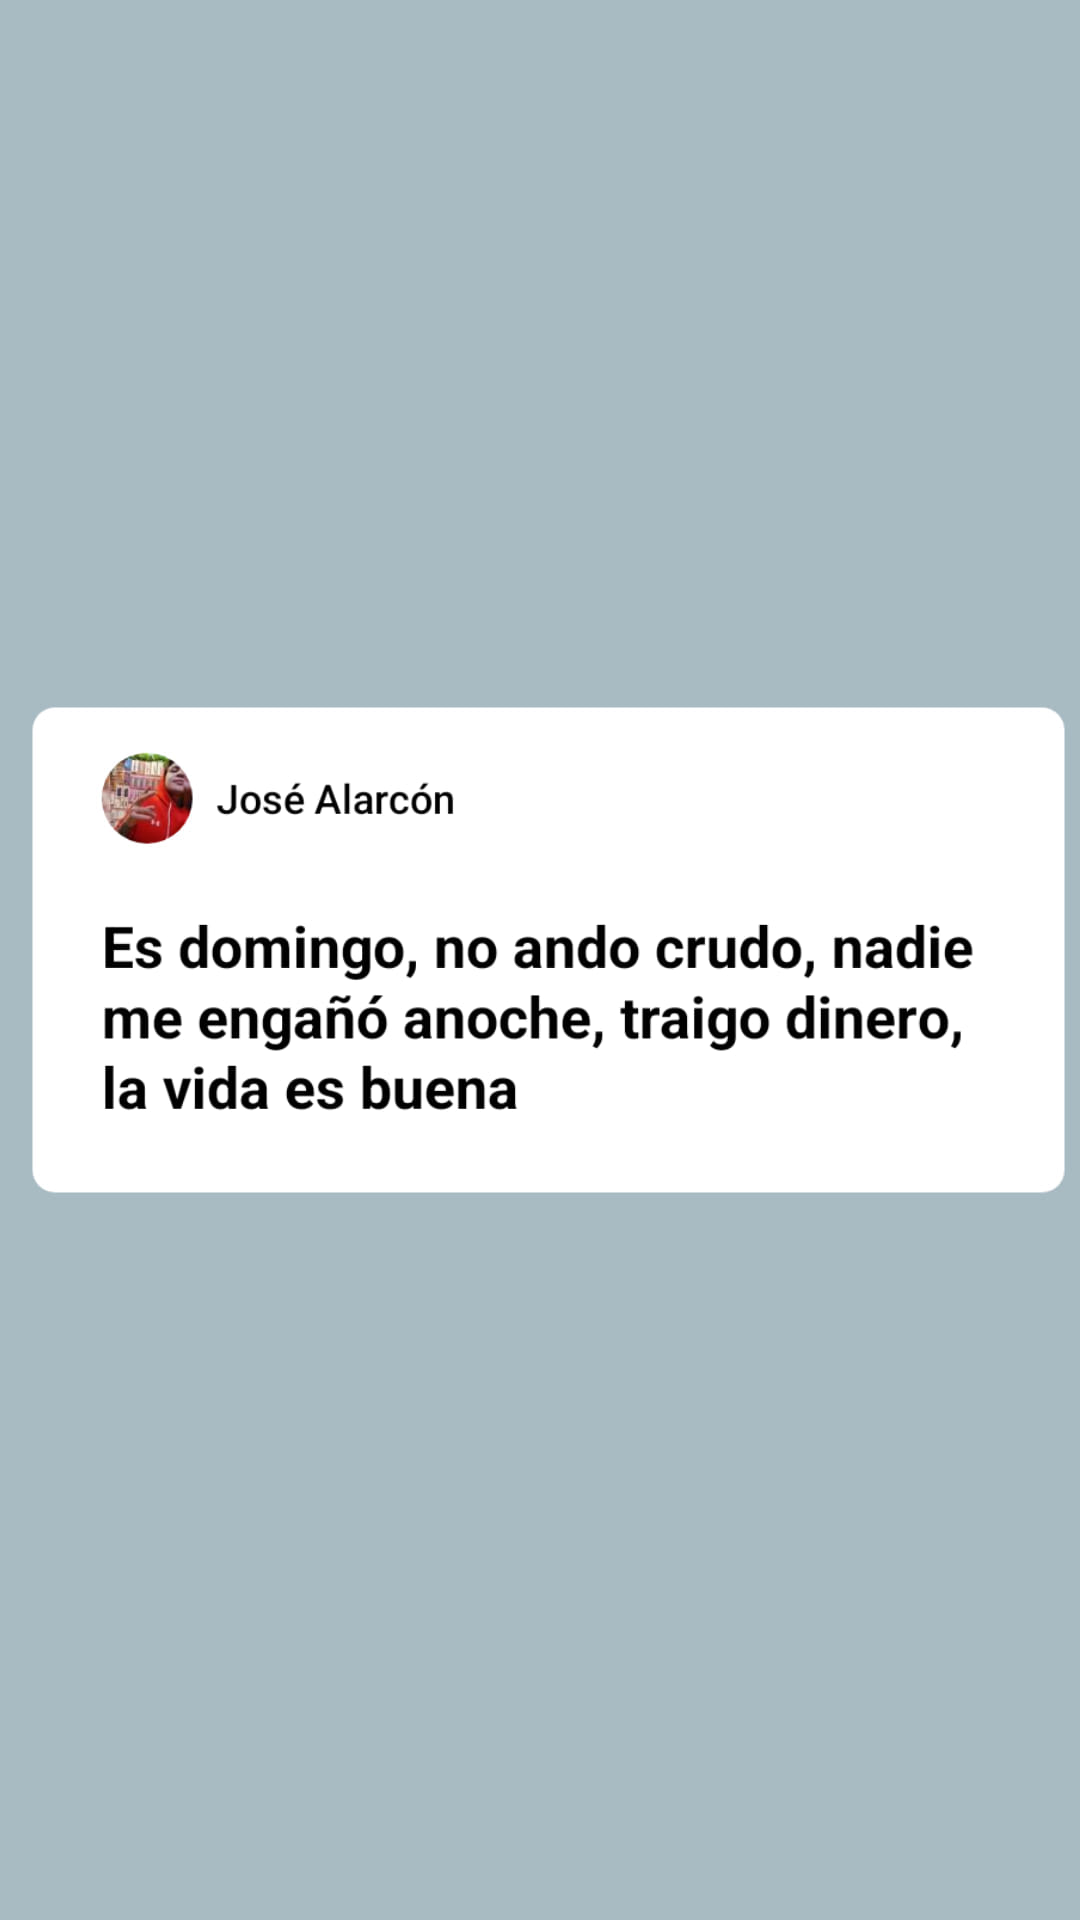 José Alarcón
Es domingo, no ando crudo, nadie
me engañó anoche, traigo dinero,
la vida es buena